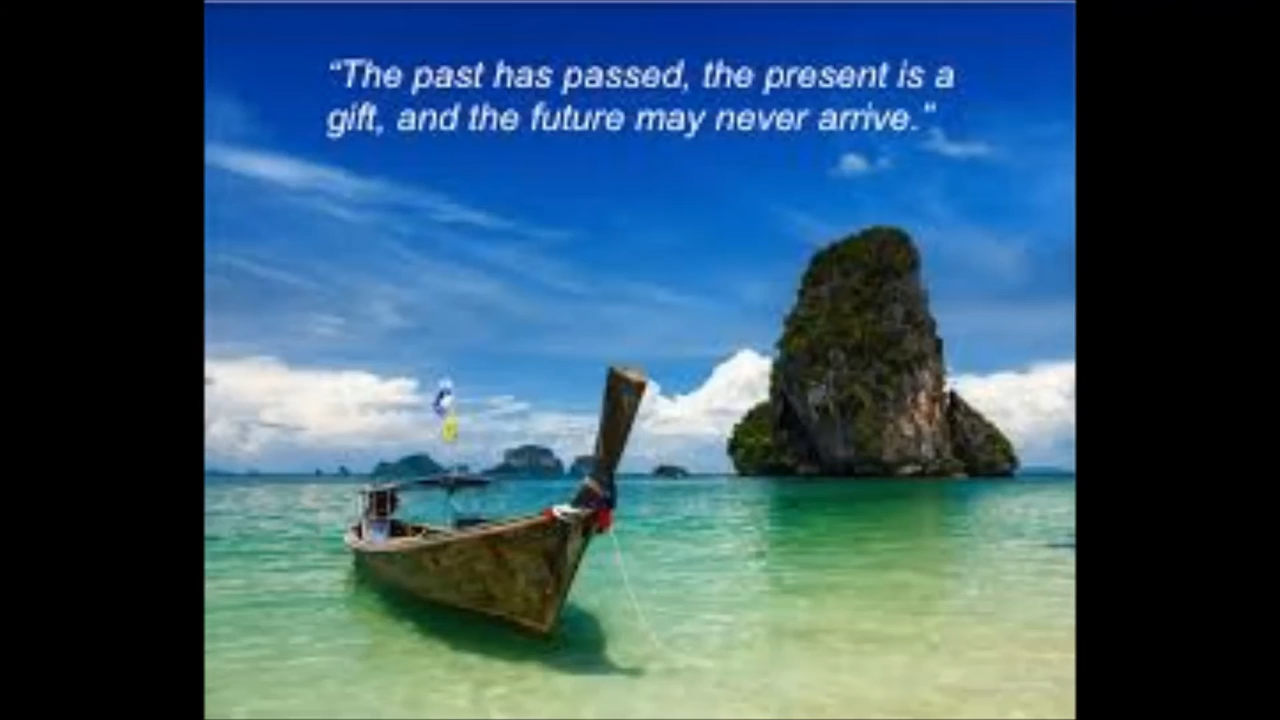 “The past has passed, the present is a
gift, and the future may never arrive.”